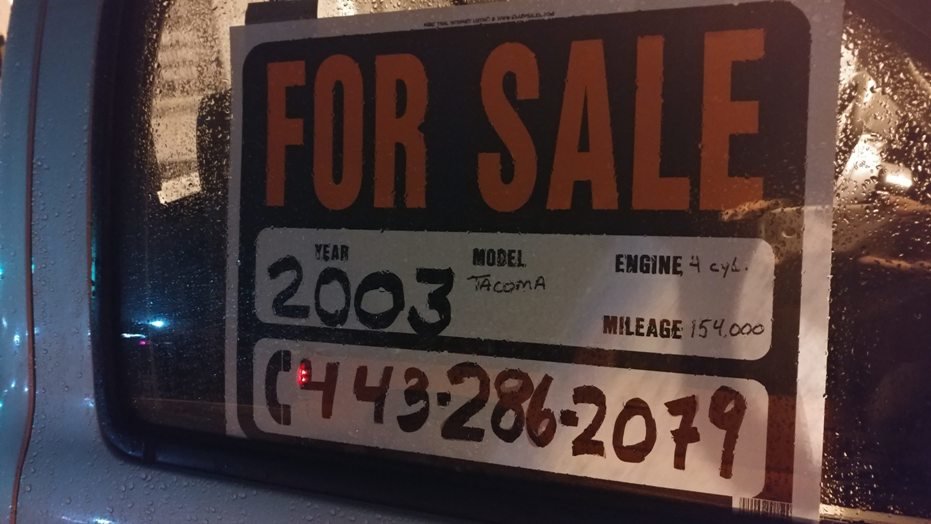 FOR SALE
YEAR MODEL ENGINE 4 cyl.
2003 TACOMA
MILEAGE 154,000
443-286-2079